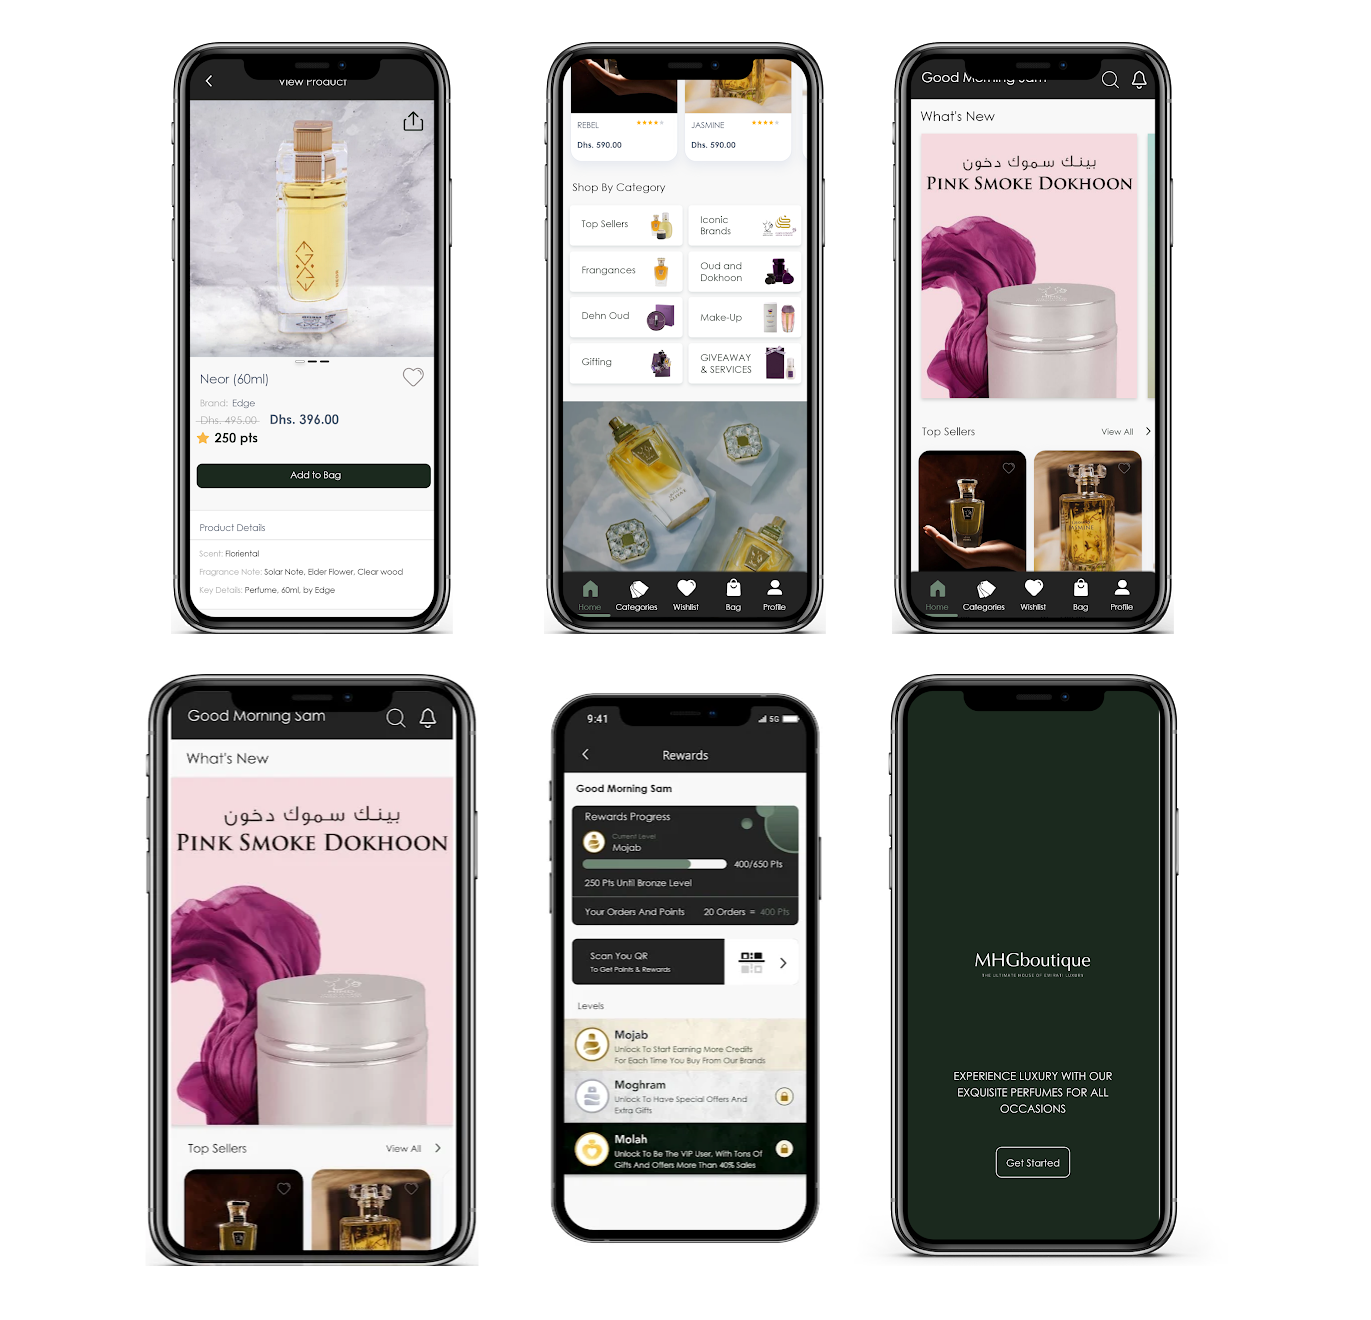 View Product
Neor (60ml)
Brand: Edge
Dhs. 495.00 Dhs. 396.00
250 pts
Add to Bag
Product Details
Scent: Floriental
Fragrance Note: Solar Note, Elder Flower, Clearwood
Key Details: Perfume, 60ml, by Edge
REBEL
Dhs. 590.00
JASMINE
Dhs. 590.00
Shop By Category
Top Sellers
Iconic
Brands
Frangances
Oud and
Dokhoon
Dehn Oud
Make-Up
Gifting
GIVEAWAY
& SERVICES
Home Categories Wishlist Bag Profile
Good Morning Sam
What's New
بينك سموك دخون
PINK SMOKE DOKHOON
Top Sellers View All
JASMINE
Home Categories Wishlist Bag Profile
Good Morning Sam
What's New
بينك سموك دخون
PINK SMOKE DOKHOON
Top Sellers View All
9:41 5G
Rewards
Good Morning Sam
Rewards Progress
Current Level
Mojab
400/650 Pts
250 Pts Until Bronze Level
Your Orders And Points 20 Orders = 400 Pts
Scan You QR
To Get Points & Rewards
Levels
Mojab
Unlock To Start Earning More Credits
For Each Time You Buy From Our Brands
Moghram
Unlock To Have Special Offers And
Extra Gifts
Molah
Unlock To Be The VIP User, With Tons Of
Gifts And Offers More Than 40% Sales
MHGboutique
THE ULTIMATE HOUSE OF EMIRATI LUXURY
EXPERIENCE LUXURY WITH OUR
EXQUISITE PERFUMES FOR ALL
OCCASIONS
Get Started